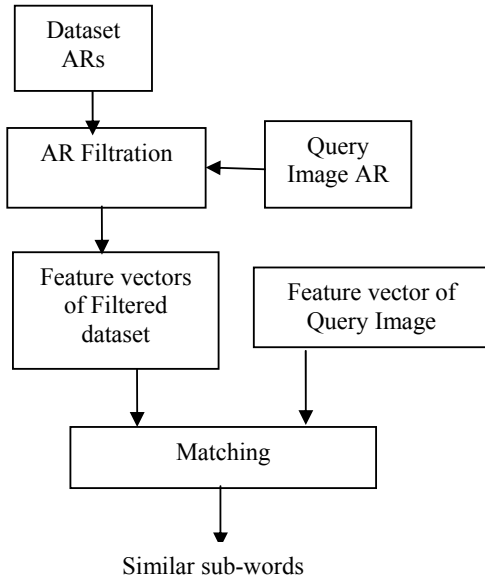 Dataset
ARs
AR Filtration
Query
Image AR
Feature vectors
of Filtered
dataset
Feature vector of
Query Image
Matching
Similar sub-words